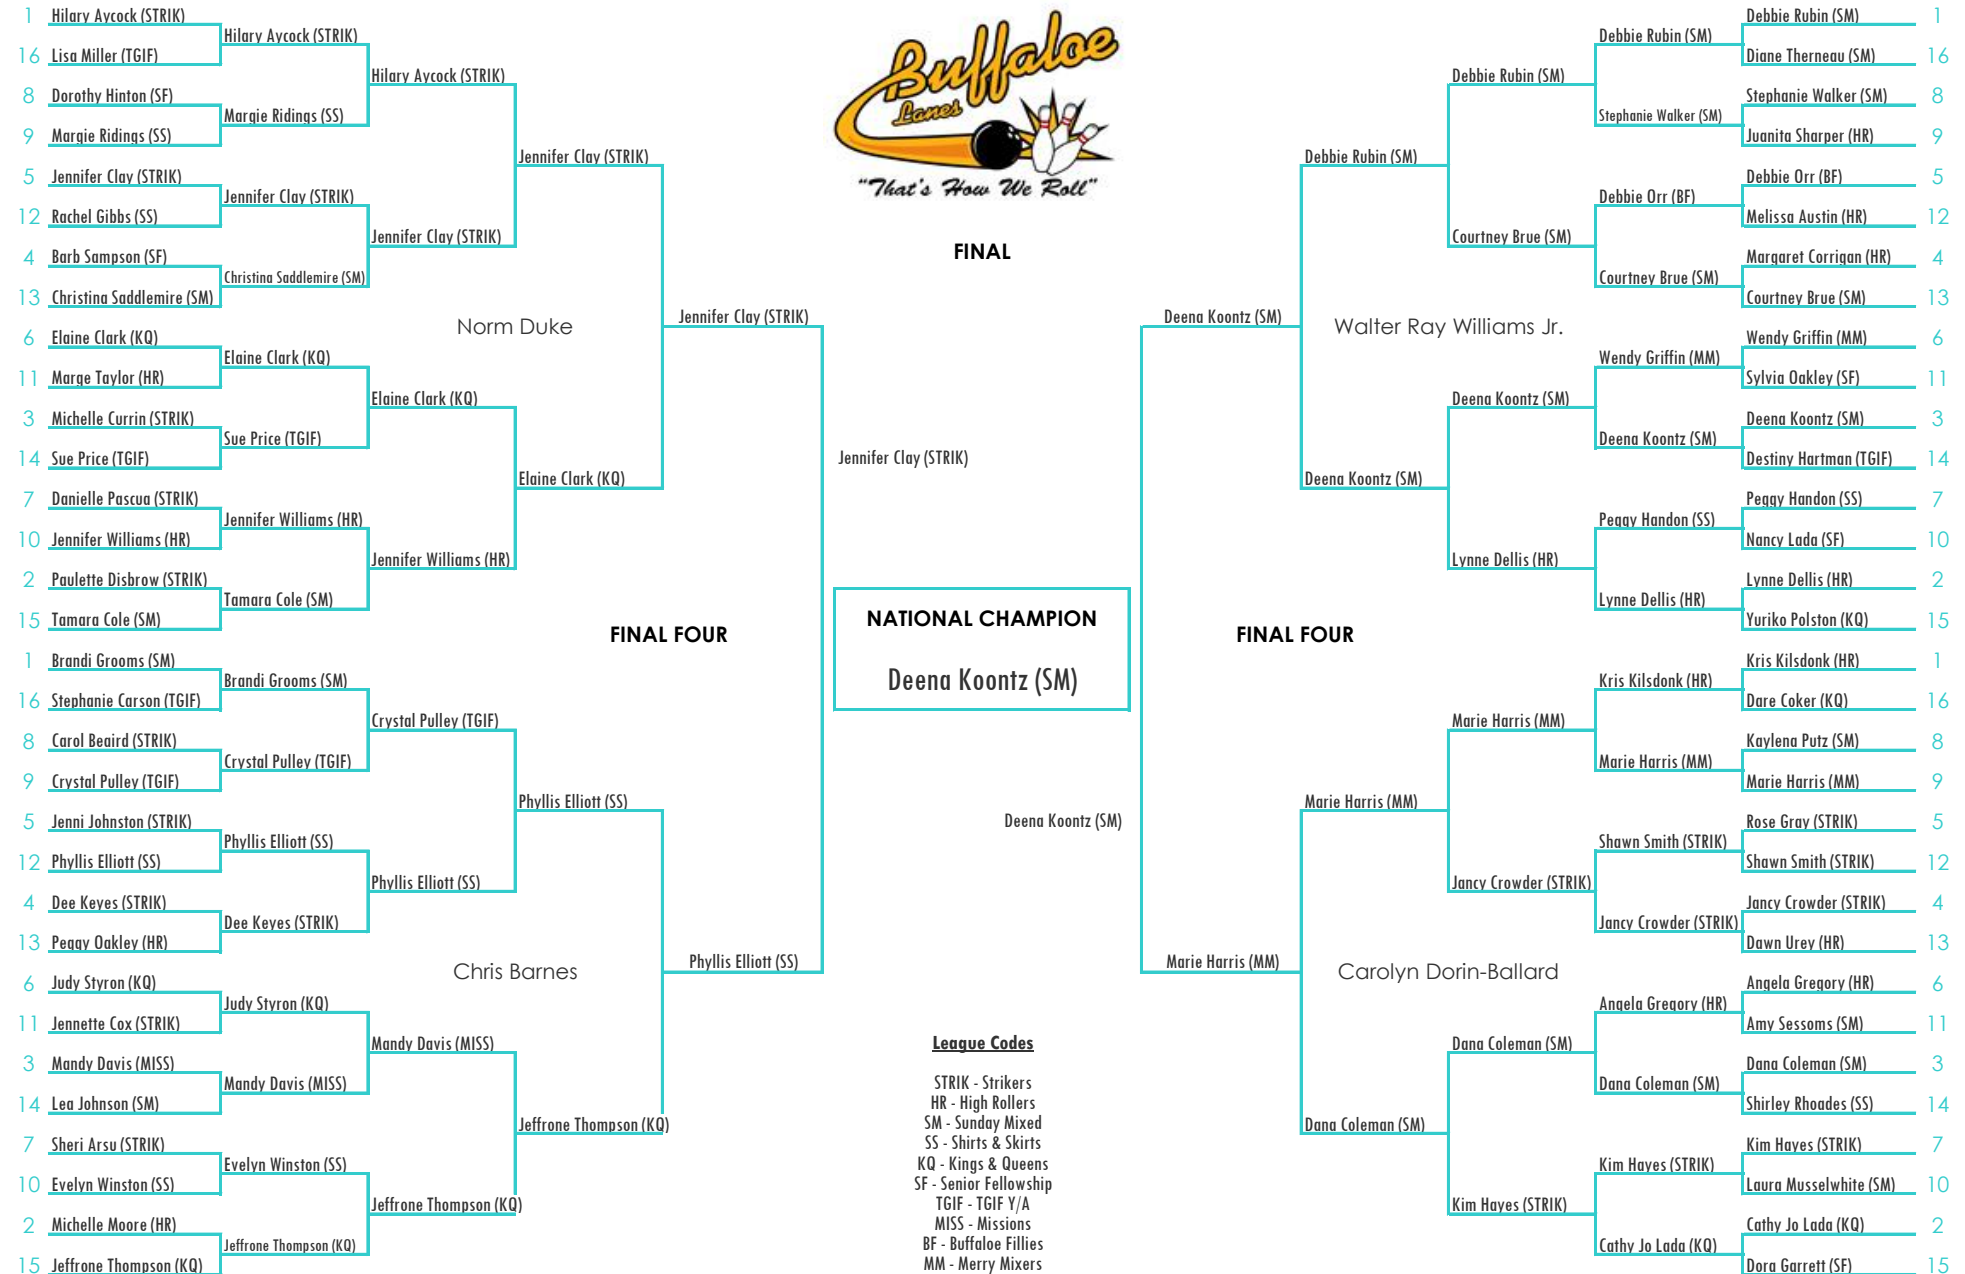 1 Hilary Aycock (STRIK)
16 Lisa Miller (TGIF)
8 Dorothy Hinton (SF)
9 Margie Ridings (SS)
5 Jennifer Clay (STRIK)
12 Rachel Gibbs (SS)
4 Barb Sampson (SF)
13 Christina Saddlemire (SM)
6 Elaine Clark (KQ)
11 Marge Taylor (HR)
3 Michelle Currin (STRIK)
14 Sue Price (TGIF)
7 Danielle Pascua (STRIK)
10 Jennifer Williams (HR)
2 Paulette Disbrow (STRIK)
15 Tamara Cole (SM)
1 Brandi Grooms (SM)
16 Stephanie Carson (TGIF)
8 Carol Beaird (STRIK)
9 Crystal Pulley (TGIF)
5 Jenni Johnston (STRIK)
12 Phyllis Elliott (SS)
4 Dee Keyes (STRIK)
13 Peggy Oakley (HR)
6 Judy Styron (KQ)
11 Jennette Cox (STRIK)
3 Mandy Davis (MISS)
14 Lea Johnson (SM)
7 Sheri Arsu (STRIK)
10 Evelyn Winston (SS)
2 Michelle Moore (HR)
15 Jeffrone Thompson (KQ)
Hilary Aycock (STRIK)
Margie Ridings (SS)
Jennifer Clay (STRIK)
Christina Saddlemire (SM)
Elaine Clark (KQ)
Sue Price (TGIF)
Jennifer Williams (HR)
Tamara Cole (SM)
Brandi Grooms (SM)
Crystal Pulley (TGIF)
Phyllis Elliott (SS)
Dee Keyes (STRIK)
Judy Styron (KQ)
Mandy Davis (MISS)
Evelyn Winston (SS)
Jeffrone Thompson (KQ)
Hilary Aycock (STRIK)
Jennifer Clay (STRIK)
Elaine Clark (KQ)
Jennifer Williams (HR)
Crystal Pulley (TGIF)
Phyllis Elliott (SS)
Mandy Davis (MISS)
Jeffrone Thompson (KQ)
Jennifer Clay (STRIK)
Norm Duke
Elaine Clark (KQ)
Phyllis Elliott (SS)
Chris Barnes
Jeffrone Thompson (KQ)
Jennifer Clay (STRIK)
FINAL FOUR
Phyllis Elliott (SS)
Buffaloe
Lanes
"That's How We Roll"
FINAL
Jennifer Clay (STRIK)
NATIONAL CHAMPION
Deena Koontz (SM)
Deena Koontz (SM)
League Codes
STRIK - Strikers
HR - High Rollers
SM - Sunday Mixed
SS - Shirts & Skirts
KQ - Kings & Queens
SF - Senior Fellowship
TGIF - TGIF Y/A
MISS - Missions
BF - Buffaloe Fillies
MM - Merry Mixers
Deena Koontz (SM)
FINAL FOUR
Marie Harris (MM)
Debbie Rubin (SM)
Walter Ray Williams Jr.
Deena Koontz (SM)
Marie Harris (MM)
Carolyn Dorin-Ballard
Dana Coleman (SM)
Debbie Rubin (SM)
Courtney Brue (SM)
Deena Koontz (SM)
Lynne Dellis (HR)
Marie Harris (MM)
Jancy Crowder (STRIK)
Dana Coleman (SM)
Kim Hayes (STRIK)
Debbie Rubin (SM)
Stephanie Walker (SM)
Debbie Orr (BF)
Courtney Brue (SM)
Wendy Griffin (MM)
Deena Koontz (SM)
Peggy Handon (SS)
Lynne Dellis (HR)
Kris Kilsdonk (HR)
Marie Harris (MM)
Shawn Smith (STRIK)
Jancy Crowder (STRIK)
Angela Gregory (HR)
Dana Coleman (SM)
Kim Hayes (STRIK)
Cathy Jo Lada (KQ)
Debbie Rubin (SM) 1
Diane Therneau (SM) 16
Stephanie Walker (SM) 8
Juanita Sharper (HR) 9
Debbie Orr (BF) 5
Melissa Austin (HR) 12
Margaret Corrigan (HR) 4
Courtney Brue (SM) 13
Wendy Griffin (MM) 6
Sylvia Oakley (SF) 11
Deena Koontz (SM) 3
Destiny Hartman (TGIF) 14
Peggy Handon (SS) 7
Nancy Lada (SF) 10
Lynne Dellis (HR) 2
Yuriko Polston (KQ) 15
Kris Kilsdonk (HR) 1
Dare Coker (KQ) 16
Kaylena Putz (SM) 8
Marie Harris (MM) 9
Rose Gray (STRIK) 5
Shawn Smith (STRIK) 12
Jancy Crowder (STRIK) 4
Dawn Urey (HR) 13
Angela Gregory (HR) 6
Amy Sessoms (SM) 11
Dana Coleman (SM) 3
Shirley Rhoades (SS) 14
Kim Hayes (STRIK) 7
Laura Musselwhite (SM) 10
Cathy Jo Lada (KQ) 2
Dora Garrett (SF) 15